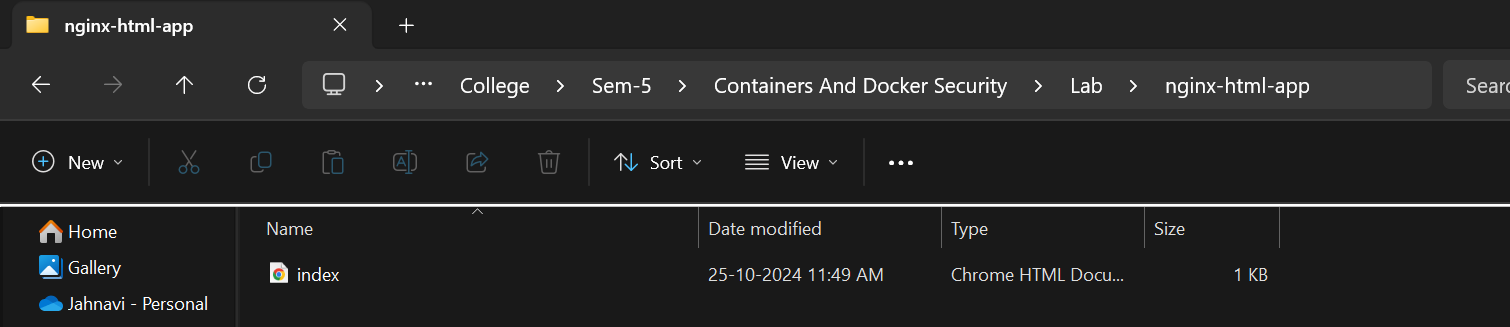 nginx-html-app
College Sem-5 Containers And Docker Security Lab nginx-html-app Searc
New Sort View
Name Date modified Type Size
Home
Gallery
Jahnavi - Personal
index 25-10-2024 11:49 AM Chrome HTML Docu... 1 KB